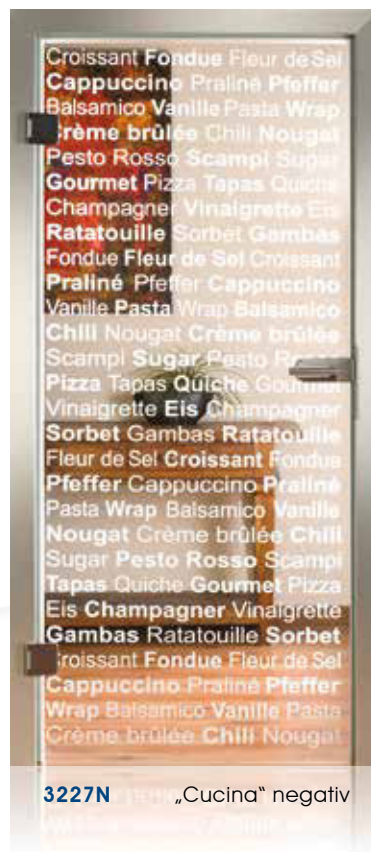 Croissant Fondue Fleur de Sel
Cappuccino Praliné Pfeffer
Balsamico Vanille Pasta Wrap
Crème brûlée Chili Nougat
Pesto Rosso Scampi Sugar
Gourmet Pizza Tapas Quiche
Champagner Vinaigrette Eis
Ratatouille Sorbet Gambas
Fondue Fleur de Sel Croissant
Praliné Pfeffer Cappuccino
Vanille Pasta Wrap Balsamico
Chili Nougat Crème brûlée
Scampi Sugar Pesto
Pizza Tapas Quiche Gourmet
Vinaigrette Eis Champagner
Sorbet Gambas Ratatouille
Fleur de Sel Croissant Fondue
Pfeffer Cappuccino Praliné
Pasta Wrap Balsamico Vanille
Nougat Crème brûlée Chili
Sugar Pesto Rosso Scampi
Tapas Quiche Gourmet Pizza
Eis Champagner Vinaigrette
Gambas Ratatouille Sorbet
Croissant Fondue Fleur de Sel
Cappuccino Praliné Pfeffer
Wrap Balsamico Vanille Pasta
Crème brûlée Chili Nougat
3227N „Cucina“ negativ